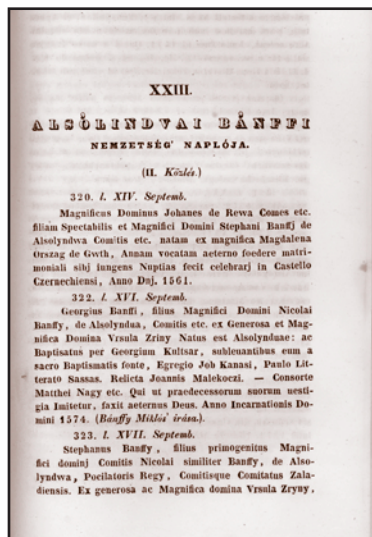 XXIII.
ALSÓLINDVAI BÁNFFI
NEMZETSÉG' NAPLÓJA.
(II. Közlés.)
320. l. XIV. Septemb.
Magnificus Dominus Johanes de Rewa Comes etc.
filiam Spectabilis et Magnifici Domini Stephani Banffj de
Alsolyndwa Comitis etc. natam ex magnifica Magdalena
Orszag de Gwth, Annam vocatam aeterno foedere matri-
moniali sibj iungens Nuptias fecit celebrarj in Castello
Czernechiensi, Anno Dnj. 1561.
322. l. XVI. Septemb.
Georgius Banffi, filius Magnifici Domini Nicolai
Banffy, de Alsolyndua, Comitis etc. ex Generosa et Mag-
nifica Domina Vrsula Zriny Natus est Alsolynduae: ac
Baptisatus per Georgium Kultsar, subleuantibus eum a
sacro Baptismatis fonte, Egregio Job Kanasi, Paulo Lit-
terato Sassas. Relicta Joannis Malekoczi. — Consorte
Matthei Nagy etc. Qui ut praedecessorum suorum uesti-
gia Imitetur, faxit aeternus Deus. Anno Incarnationis Do-
mini 1574. (Bánffy Miklós' írása.).
323. l. XVII. Septemb.
Stephanus Banffy, filius primogenitus Magni-
fici dominj Comitis Nicolai similiter Banffy, de Also-
lyndwa, Pocilatoris Regy, Comitisque Comitatus Zala-
diensis. Ex generosa ac Magnifica domina Vrsula Zryny,